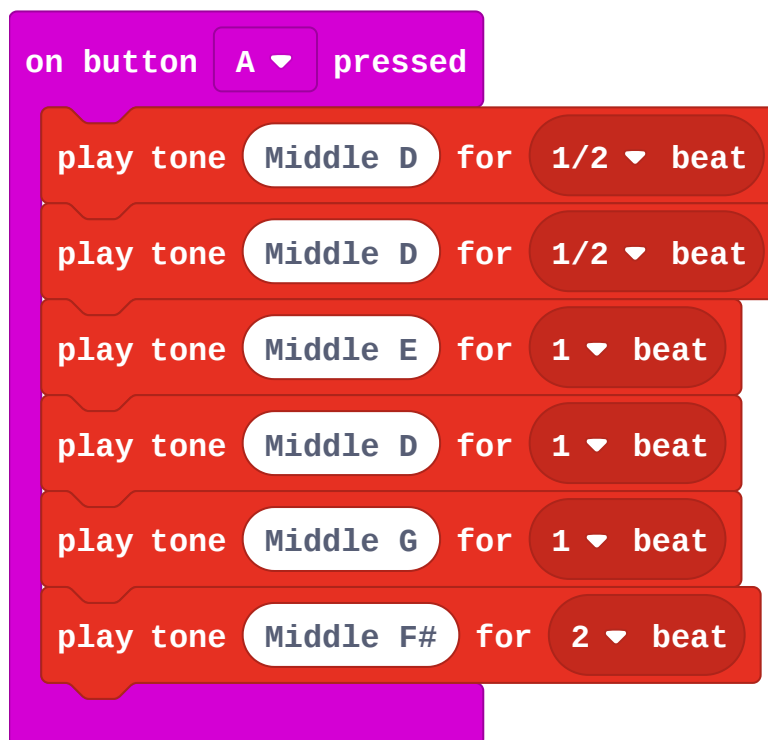 on button A pressed
play tone Middle D for 1/2 beat
play tone Middle D for 1/2 beat
play tone Middle E for 1 beat
play tone Middle D for 1 beat
play tone Middle G for 1 beat
play tone Middle F# for 2 beat